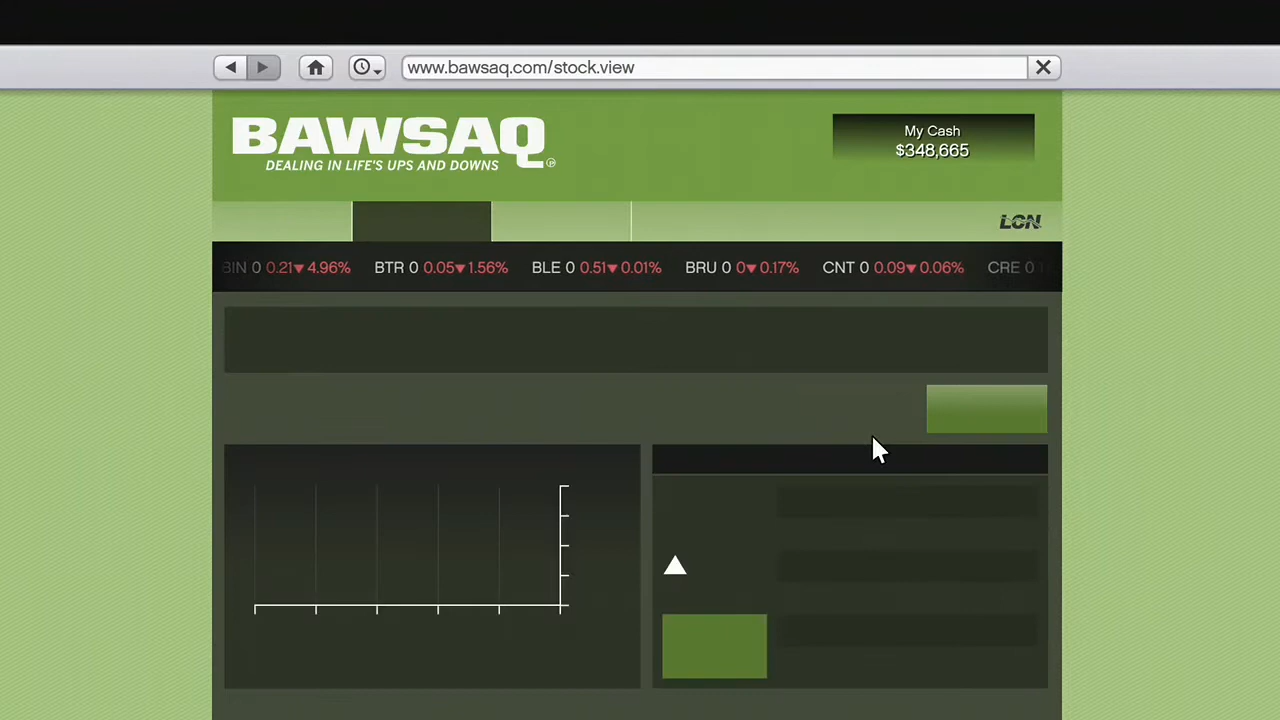 www.bawsaq.com/stock.view
BAWSAQ
DEALING IN LIFE'S UPS AND DOWNS
My Cash
$348,665
LCN
BIN 0 0.21▼4.96% BTR 0 0.05▼1.56% BLE 0 0.51▼0.01% BRU 0 0▼0.17% CNT 0 0.09▼0.06% CRE 0